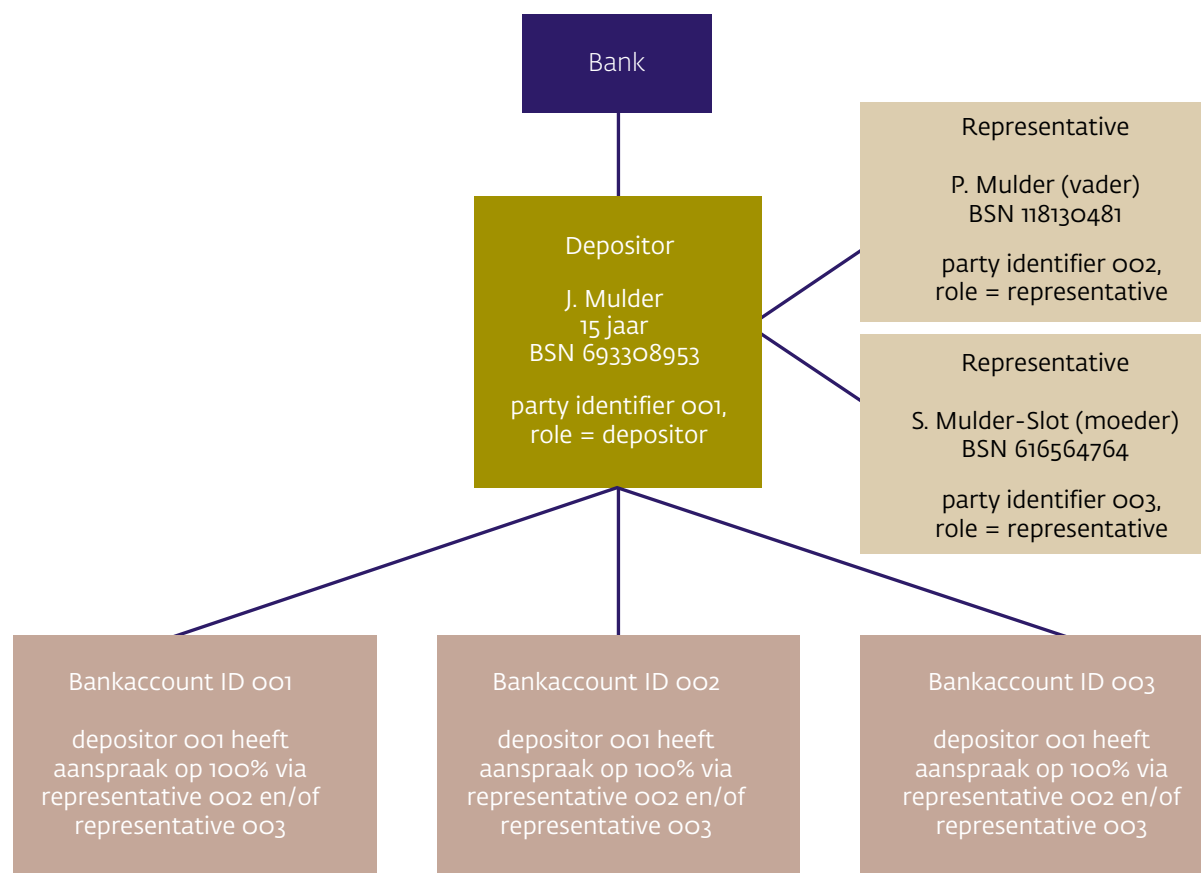 Bank
Representative
P. Mulder (vader)
BSN 118130481
party identifier 002,
role = representative
Depositor
J. Mulder
15 jaar
BSN 693308953
party identifier 001,
role = depositor
Representative
S. Mulder-Slot (moeder)
BSN 616564764
party identifier 003,
role = representative
Bankaccount ID 001
depositor 001 heeft
aanspraak op 100% via
representative 002 en/of
representative 003
Bankaccount ID 002
depositor 001 heeft
aanspraak op 100% via
representative 002 en/of
representative 003
Bankaccount ID 003
depositor 001 heeft
aanspraak op 100% via
representative 002 en/of
representative 003